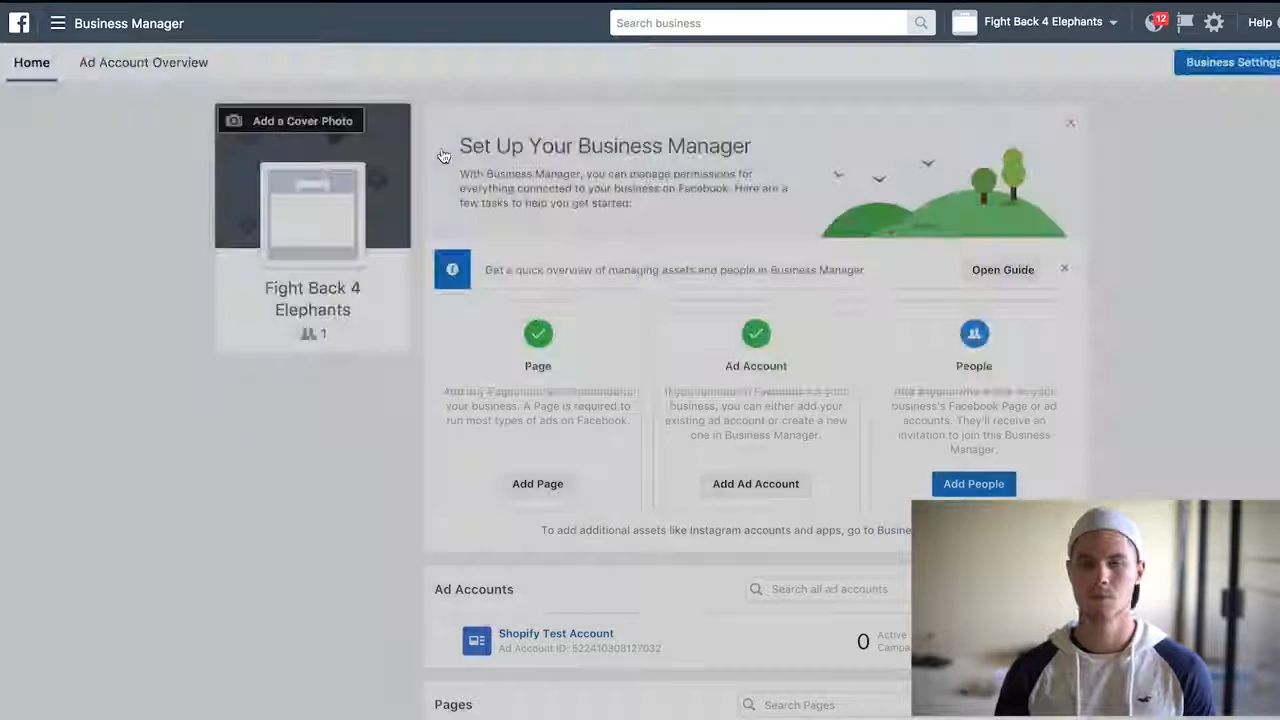 Business Manager
Search business
Fight Back 4 Elephants
12
Help
Home
Ad Account Overview
Business Settings
Add a Cover Photo
Fight Back 4
Elephants
1
Set Up Your Business Manager
With Business Manager, you can manage permissions for
everything connected to your business on Facebook. Here are a
few tasks to help you get started:
Get a quick overview of managing assets and people in Business Manager
Open Guide
Page
your business. A Page is required to
run most types of ads on Facebook.
Add Page
Ad Account
business, you can either add your
existing ad account or create a new
one in Business Manager.
Add Ad Account
People
business's Facebook Page or ad
accounts. They'll receive an
invitation to join this Business
Manager.
Add People
To add additional assets like Instagram accounts and apps, go to Busine
Ad Accounts
Search all ad accounts
Shopify Test Account
Ad Account ID: 522410308127032
0
Active
Campa
Pages
Search Pages